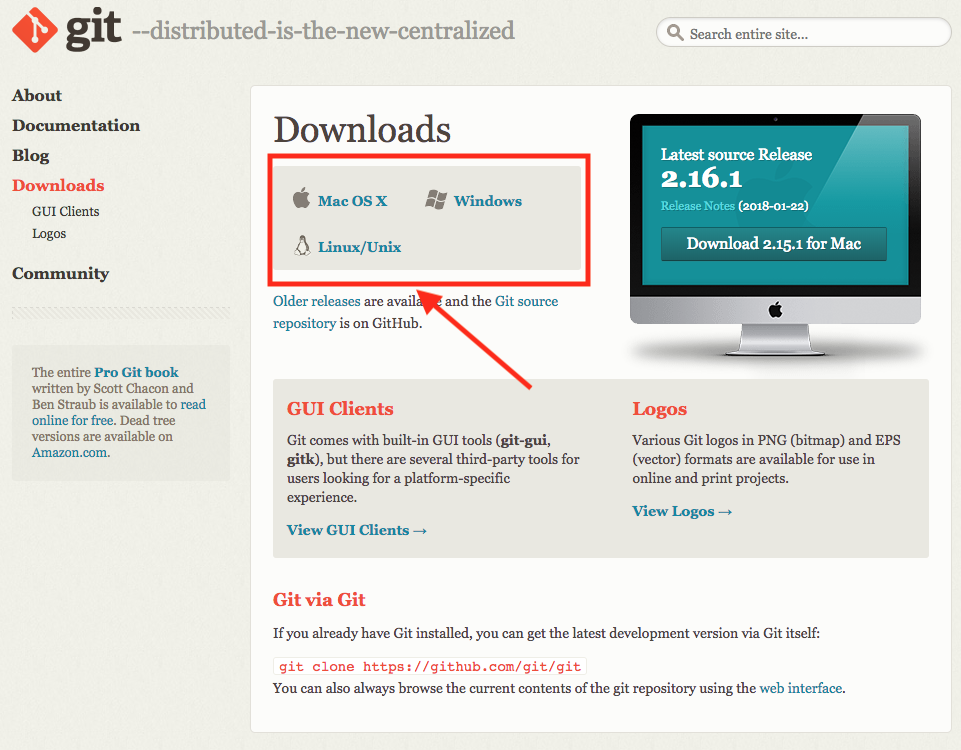 git --distributed-is-the-new-centralized
Search entire site...
About
Documentation
Blog
Downloads
GUI Clients
Logos
Community
The entire Pro Git book
written by Scott Chacon and
Ben Straub is available to read
online for free. Dead tree
versions are available on
Amazon.com.
Downloads
Mac OS X
Windows
Linux/Unix
Older releases are available and the Git source
repository is on GitHub.
Latest source Release
2.16.1
Release Notes (2018-01-22)
Download 2.15.1 for Mac
GUI Clients
Git comes with built-in GUI tools (git-gui,
gitk), but there are several third-party tools for
users looking for a platform-specific
experience.
View GUI Clients →
Logos
Various Git logos in PNG (bitmap) and EPS
(vector) formats are available for use in
online and print projects.
View Logos →
Git via Git
If you already have Git installed, you can get the latest development version via Git itself:
git clone https://github.com/git/git
You can also always browse the current contents of the git repository using the web interface.